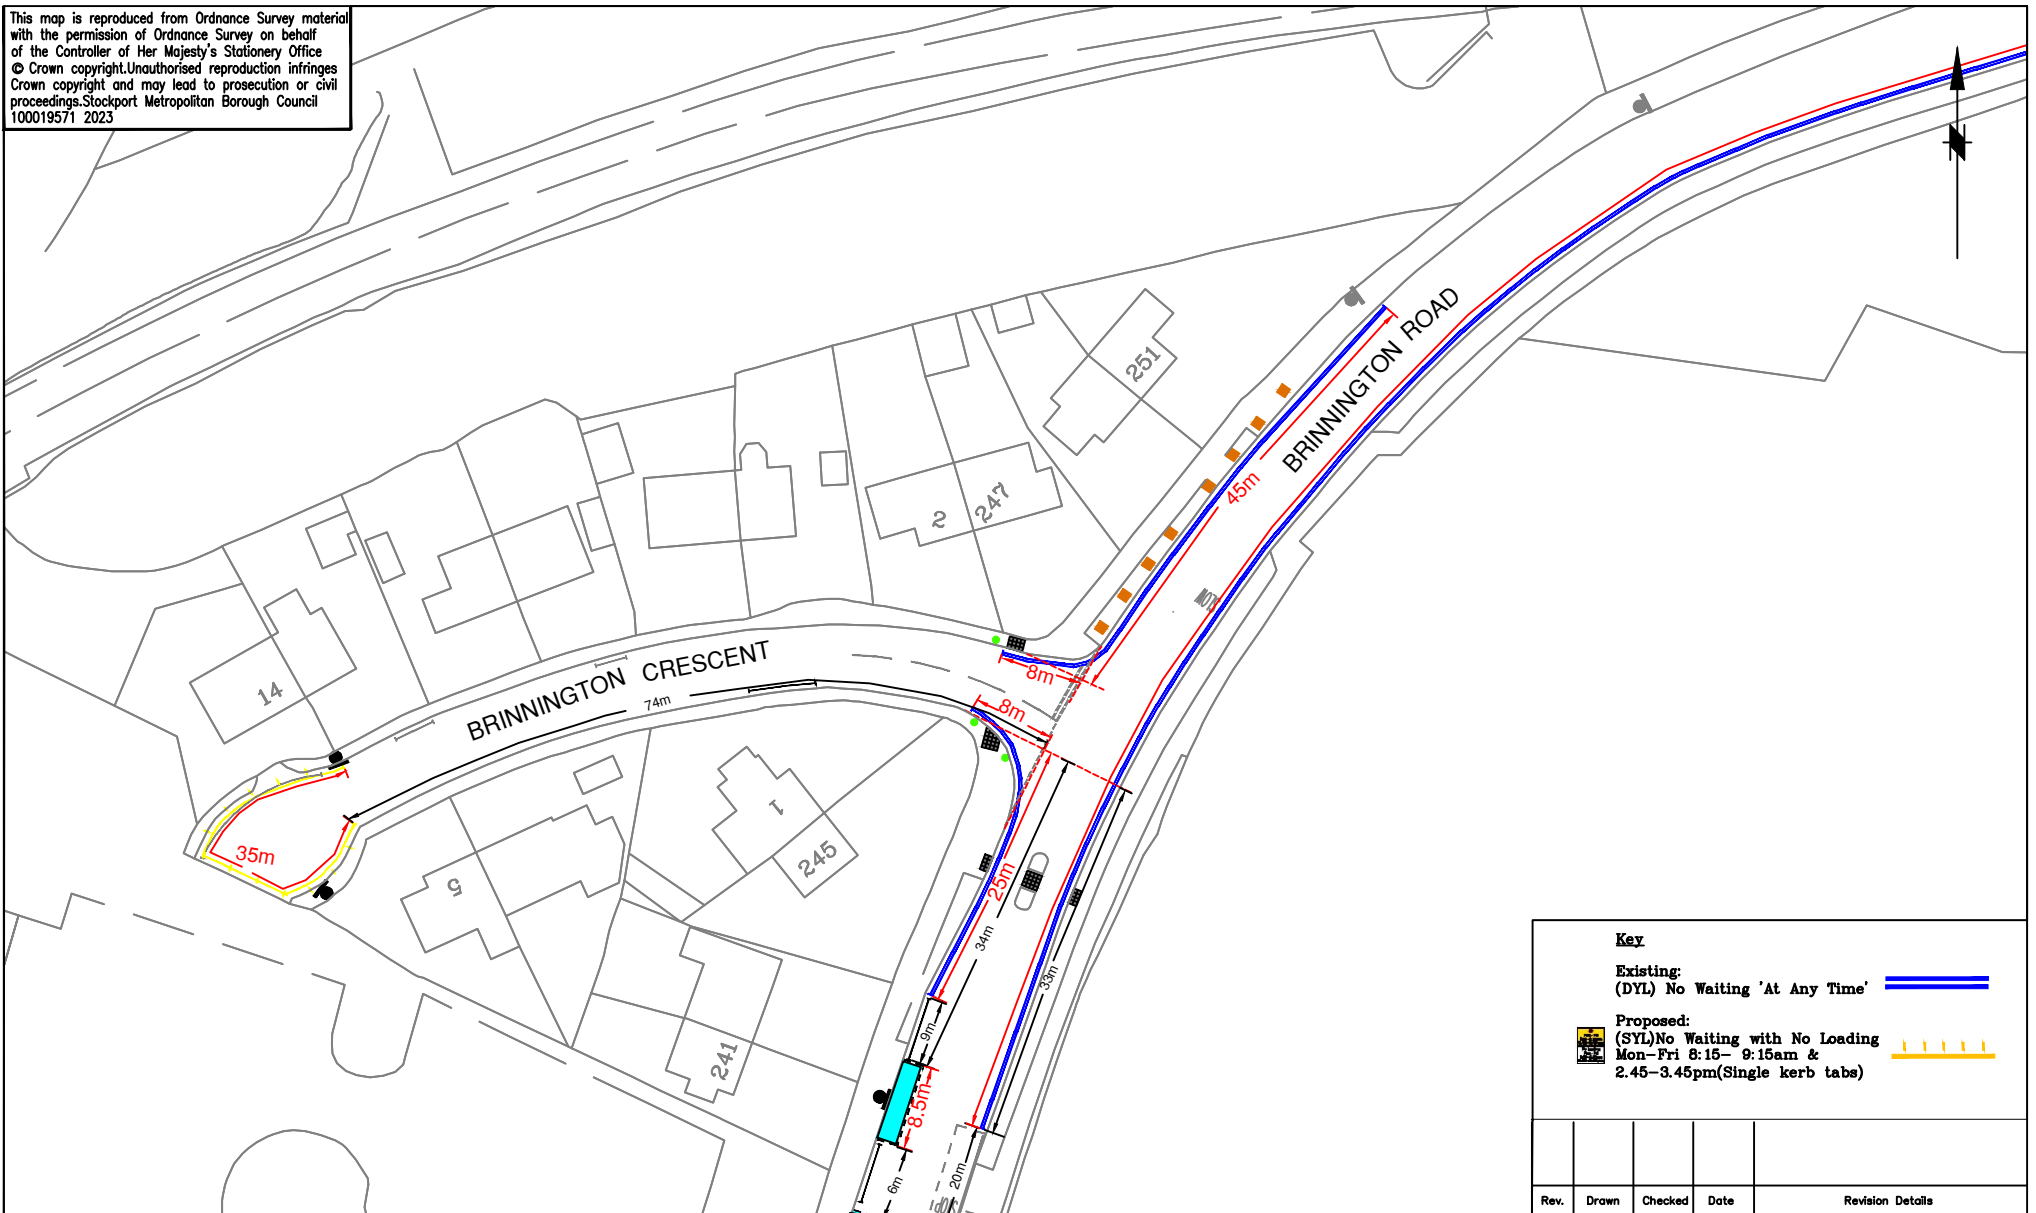 This map is reproduced from Ordnance Survey material
with the permission of Ordnance Survey on behalf
of the Controller of Her Majesty's Stationery Office
© Crown copyright.Unauthorised reproduction infringes
Crown copyright and may lead to prosecution or civil
proceedings.Stockport Metropolitan Borough Council
100019571 2023
BRINNINGTON ROAD
251
247
2
45m
SLOW
14
BRINNINGTON CRESCENT
74m
8m
8m
35m
5
1
245
25m
34m
33m
241
9m
8.5m
6m
20m
Key
Existing:
(DYL) No Waiting 'At Any Time'
Proposed:
(SYL)No Waiting with No Loading
Mon-Fri 8:15- 9:15am &
2.45-3.45pm(Single kerb tabs)
Rev. Drawn Checked Date Revision Details